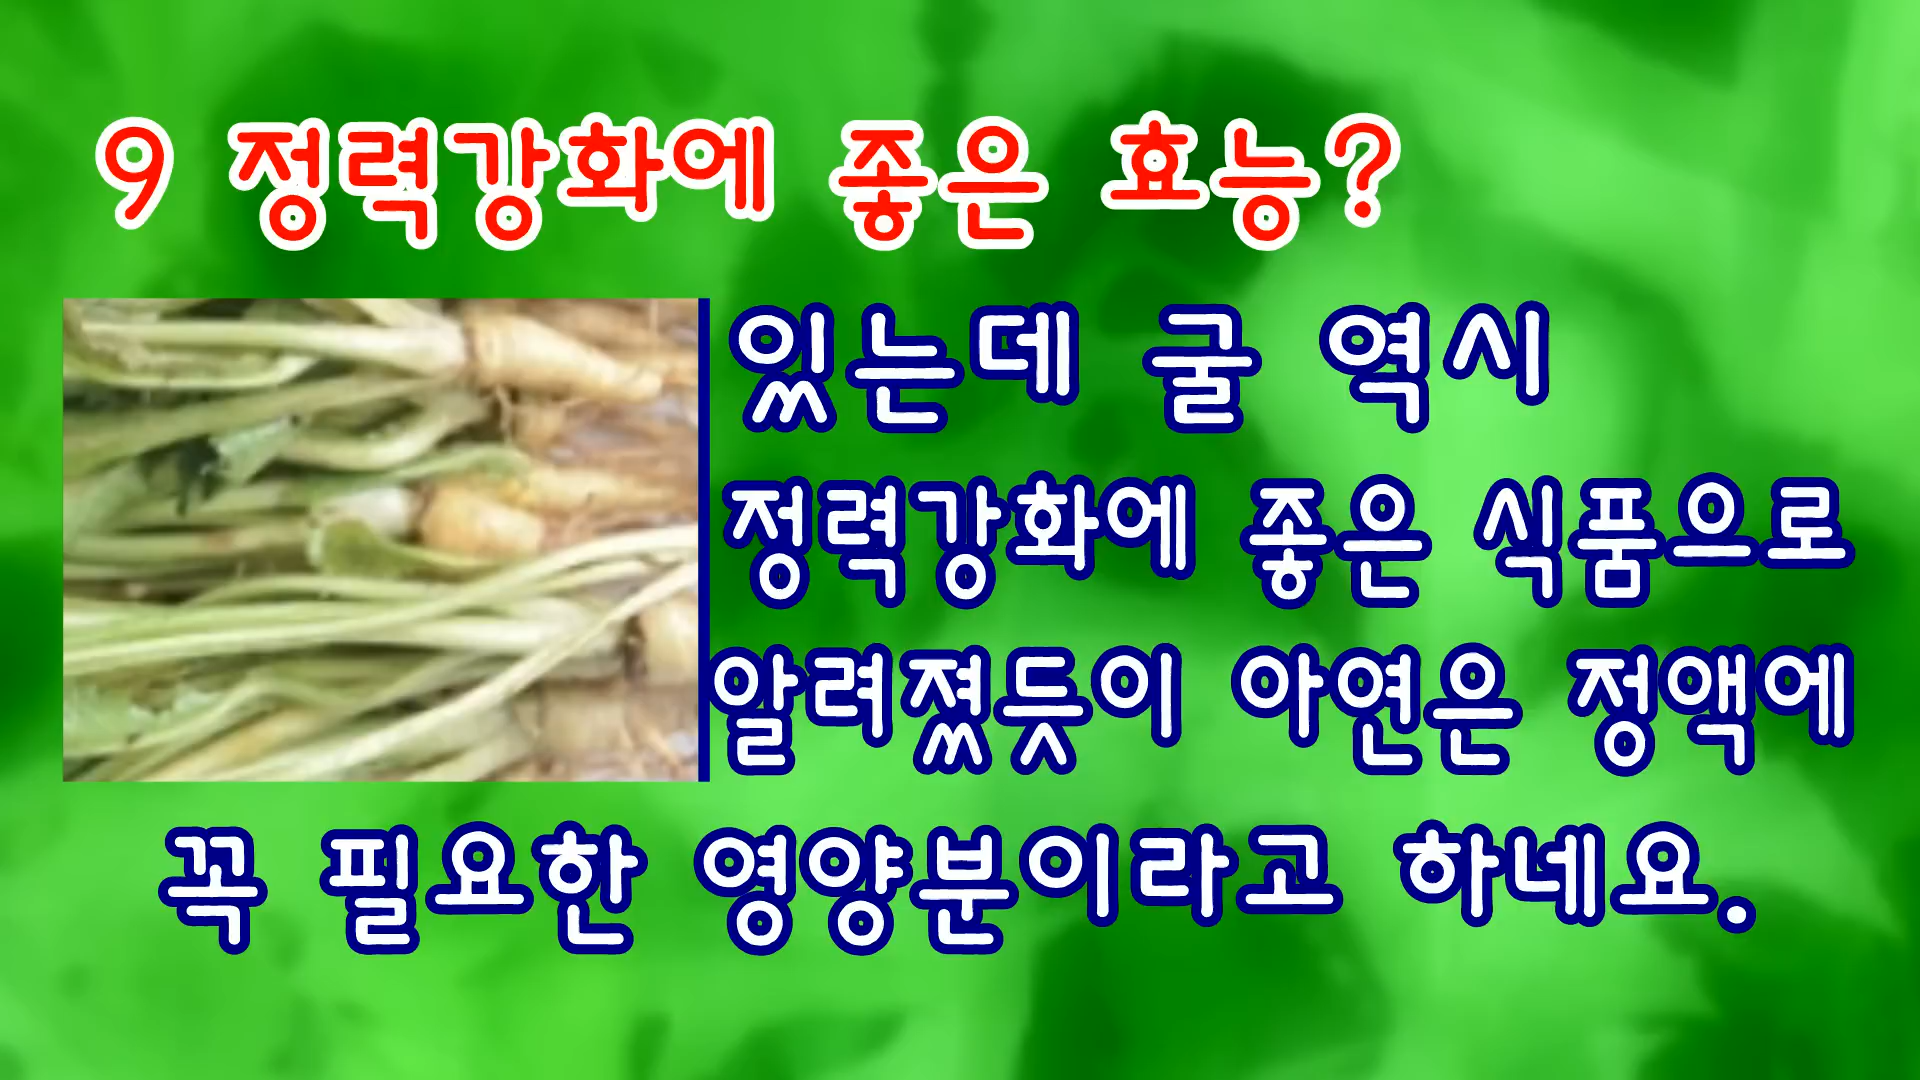 9 정력강화에 좋은 효능?
있는데 굴 역시
정력강화에 좋은 식품으로
알려졌듯이 아연은 정액에
꼭 필요한 영양분이라고 하네요.